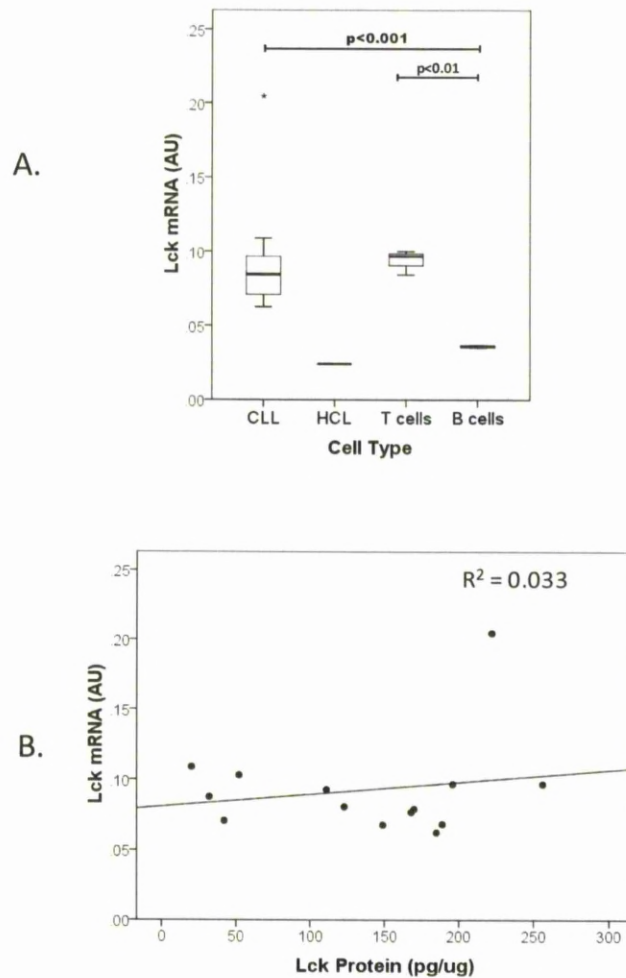 A.
Lck mRNA (AU)
.25
.20
.15
.10
.05
.00
p<0.001
p<0.01
*
CLL HCL T cells B cells
Cell Type
B.
Lck mRNA (AU)
.25
.20
.15
.10
.05
.00
R² = 0.033
0 50 100 150 200 250 300
Lck Protein (pg/ug)